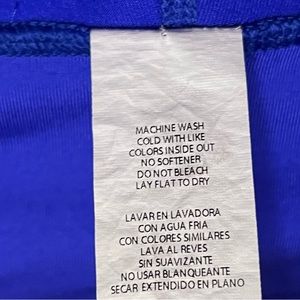 MACHINE WASH
COLD WITH LIKE
COLORS INSIDE OUT
NO SOFTENER
DO NOT BLEACH
LAY FLAT TO DRY
LAVAR EN LAVADORA
CON AGUA FRIA
CON COLORES SIMILARES
LAVA AL REVES
SIN SUAVIZANTE
NO USAR BLANQUEANTE
SECAR EXTENDIDO EN PLANO